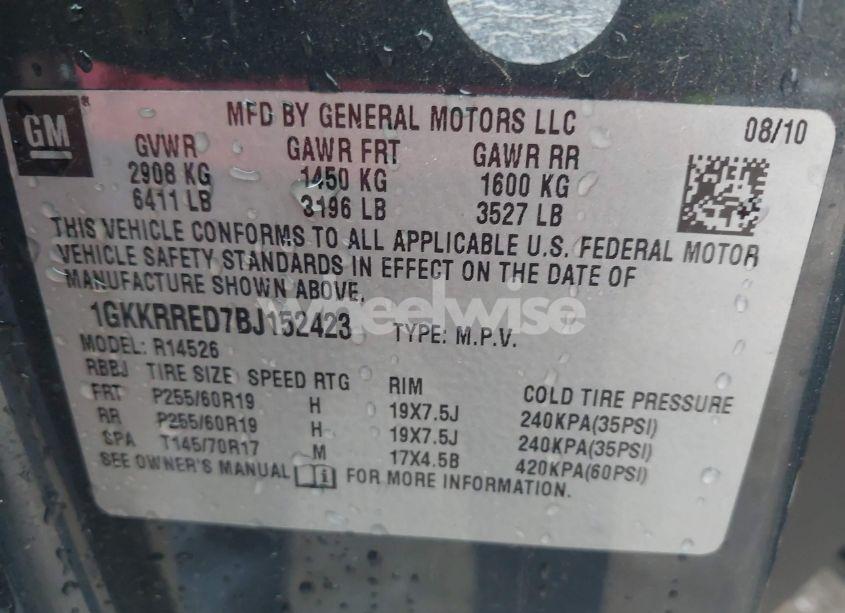 GM ®
MFD BY GENERAL MOTORS LLC 08/10
GVWR GAWR FRT GAWR RR
2908 KG 1450 KG 1600 KG
6411 LB 3196 LB 3527 LB
THIS VEHICLE CONFORMS TO ALL APPLICABLE U.S. FEDERAL MOTOR
VEHICLE SAFETY STANDARDS IN EFFECT ON THE DATE OF
MANUFACTURE SHOWN ABOVE.
wheelwise
1GKKRRED7BJ152423 TYPE: M.P.V.
MODEL: R14526
RBBJ TIRE SIZE SPEED RTG RIM COLD TIRE PRESSURE
FRT P255/60R19 H 19X7.5J 240KPA(35PSI)
RR P255/60R19 H 19X7.5J 240KPA(35PSI)
SPA T145/70R17 M 17X4.5B 420KPA(60PSI)
SEE OWNER'S MANUAL i FOR MORE INFORMATION.